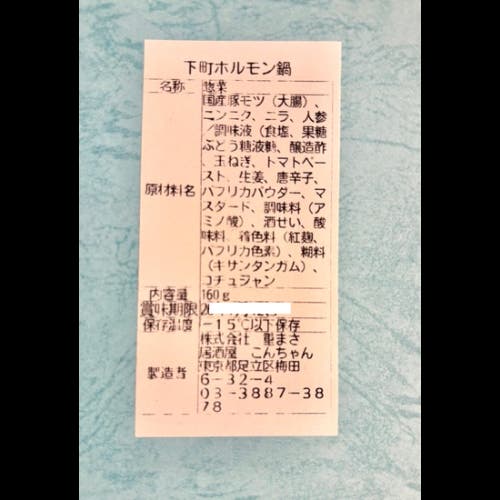 下町ホルモン鍋
名称 惣菜
国産豚モツ（大腸）、
ニンニク、ニラ、人参
／調味液（食塩、果糖
ぶどう糖液糖、醸造酢
、玉ねぎ、トマトペー
スト、生姜、唐辛子、
原材料名 パプリカパウダー、マ
スタード、調味料（ア
ミノ酸）、酒せい、酸
味料、着色料（紅麹、
パプリカ色素）、糊料
（キサンタンガム）、
コチュジャン
内容量 160g
賞味期限
保存温度 －15℃以下保存
株式会社 重まさ
居酒屋 こんちゃん
製造者 東京都足立区梅田
6－32－4
03－3887－38
78